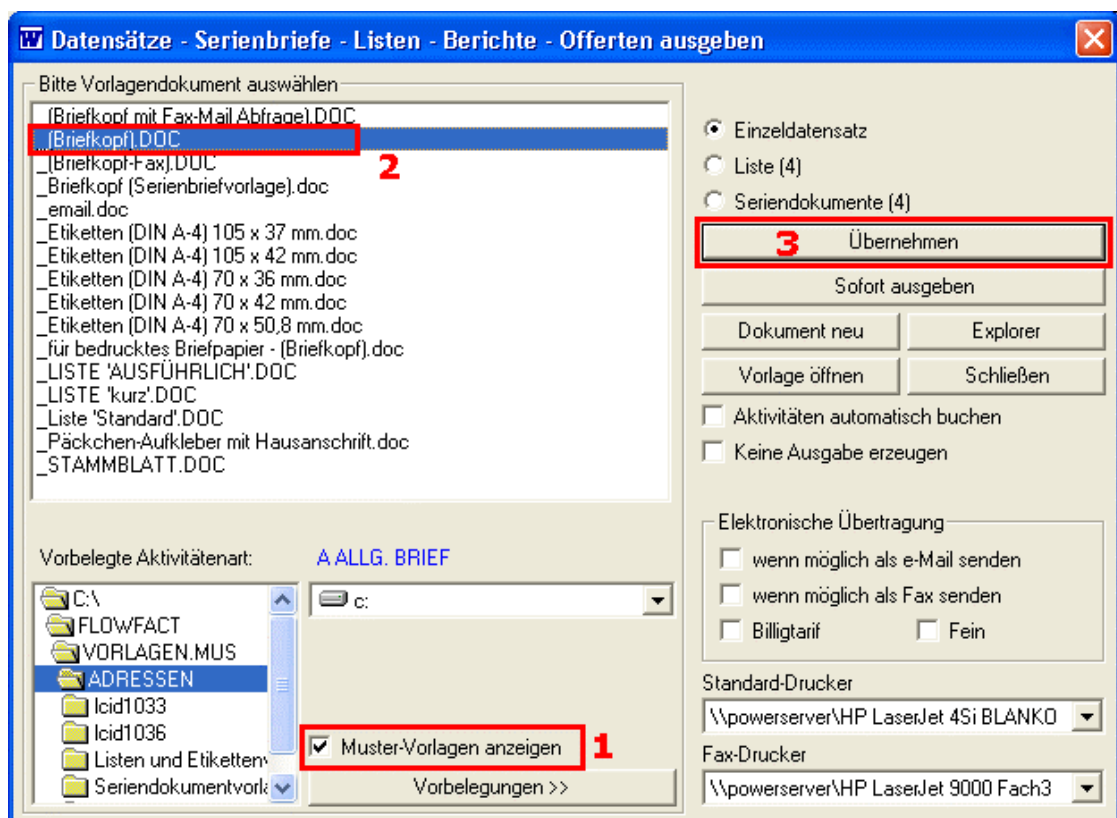 Datensätze - Serienbriefe - Listen - Berichte - Offerten ausgeben
Bitte Vorlagendokument auswählen
_(Briefkopf mit Fax-Mail Abfrage).DOC
_(Briefkopf).DOC
2
_(Briefkopf-Fax).DOC
_Briefkopf (Serienbriefvorlage).doc
_email.doc
_Etiketten (DIN A-4) 105 x 37 mm.doc
_Etiketten (DIN A-4) 105 x 42 mm.doc
_Etiketten (DIN A-4) 70 x 36 mm.doc
_Etiketten (DIN A-4) 70 x 42 mm.doc
_Etiketten (DIN A-4) 70 x 50,8 mm.doc
_für bedrucktes Briefpapier - (Briefkopf).doc
_LISTE 'AUSFÜHRLICH'.DOC
_LISTE 'kurz'.DOC
_Liste 'Standard'.DOC
_Päckchen-Aufkleber mit Hausanschrift.doc
_STAMMBLATT.DOC
Vorbelegte Aktivitätenart: A ALLG. BRIEF
C:\
FLOWFACT
VORLAGEN.MUS
ADRESSEN
lcid1033
lcid1036
Listen und Etiketten
Seriendokumentvorl
c:
Muster-Vorlagen anzeigen 1
Vorbelegungen >>
Einzeldatensatz
Liste (4)
Seriendokumente (4)
3 Übernehmen
Sofort ausgeben
Dokument neu Explorer
Vorlage öffnen Schließen
Aktivitäten automatisch buchen
Keine Ausgabe erzeugen
Elektronische Übertragung
wenn möglich als e-Mail senden
wenn möglich als Fax senden
Billigtarif Fein
Standard-Drucker
\\powerserver\HP LaserJet 4Si BLANKO
Fax-Drucker
\\powerserver\HP LaserJet 9000 Fach3